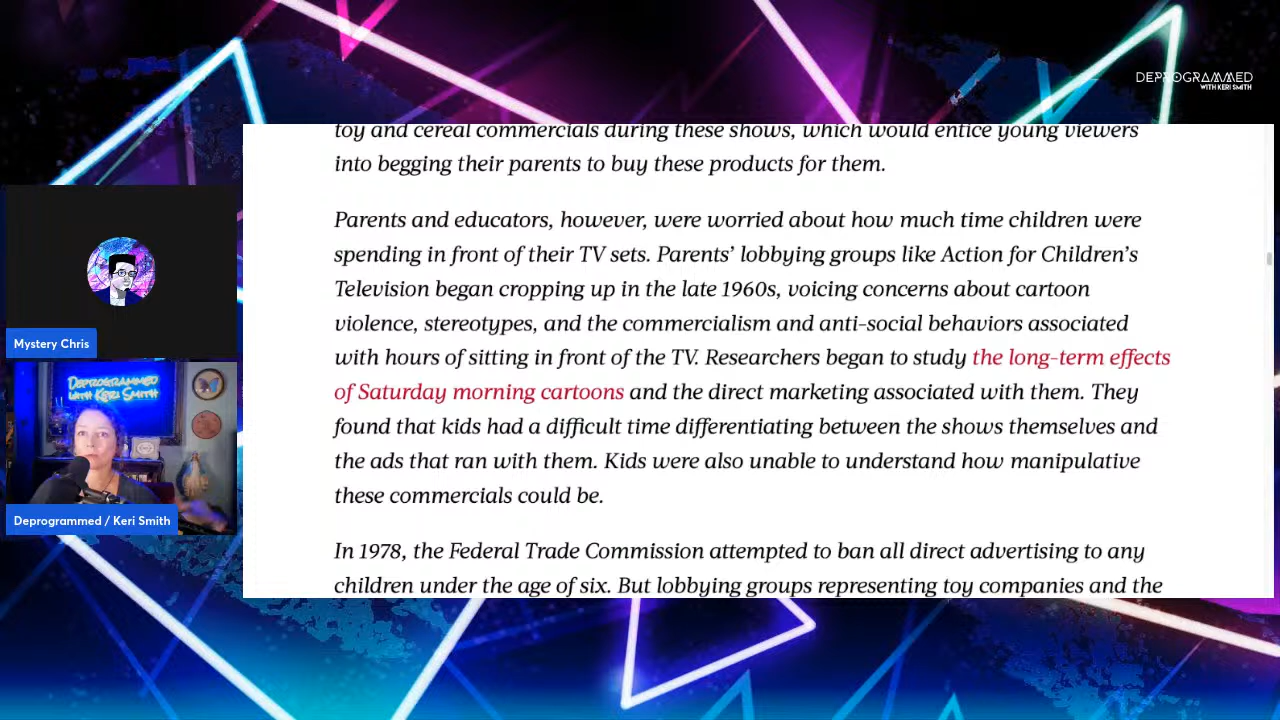 DEPROGRAMMED
WITH KERI SMITH
toy and cereal commercials during these shows, which would entice young viewers
into begging their parents to buy these products for them.
Parents and educators, however, were worried about how much time children were
spending in front of their TV sets. Parents’ lobbying groups like Action for Children’s
Television began cropping up in the late 1960s, voicing concerns about cartoon
violence, stereotypes, and the commercialism and anti-social behaviors associated
with hours of sitting in front of the TV. Researchers began to study the long-term effects
of Saturday morning cartoons and the direct marketing associated with them. They
found that kids had a difficult time differentiating between the shows themselves and
the ads that ran with them. Kids were also unable to understand how manipulative
these commercials could be.
In 1978, the Federal Trade Commission attempted to ban all direct advertising to any
children under the age of six. But lobbying groups representing toy companies and the
Mystery Chris
DEPROGRAMMED
WITH KERI SMITH
Deprogrammed / Keri Smith